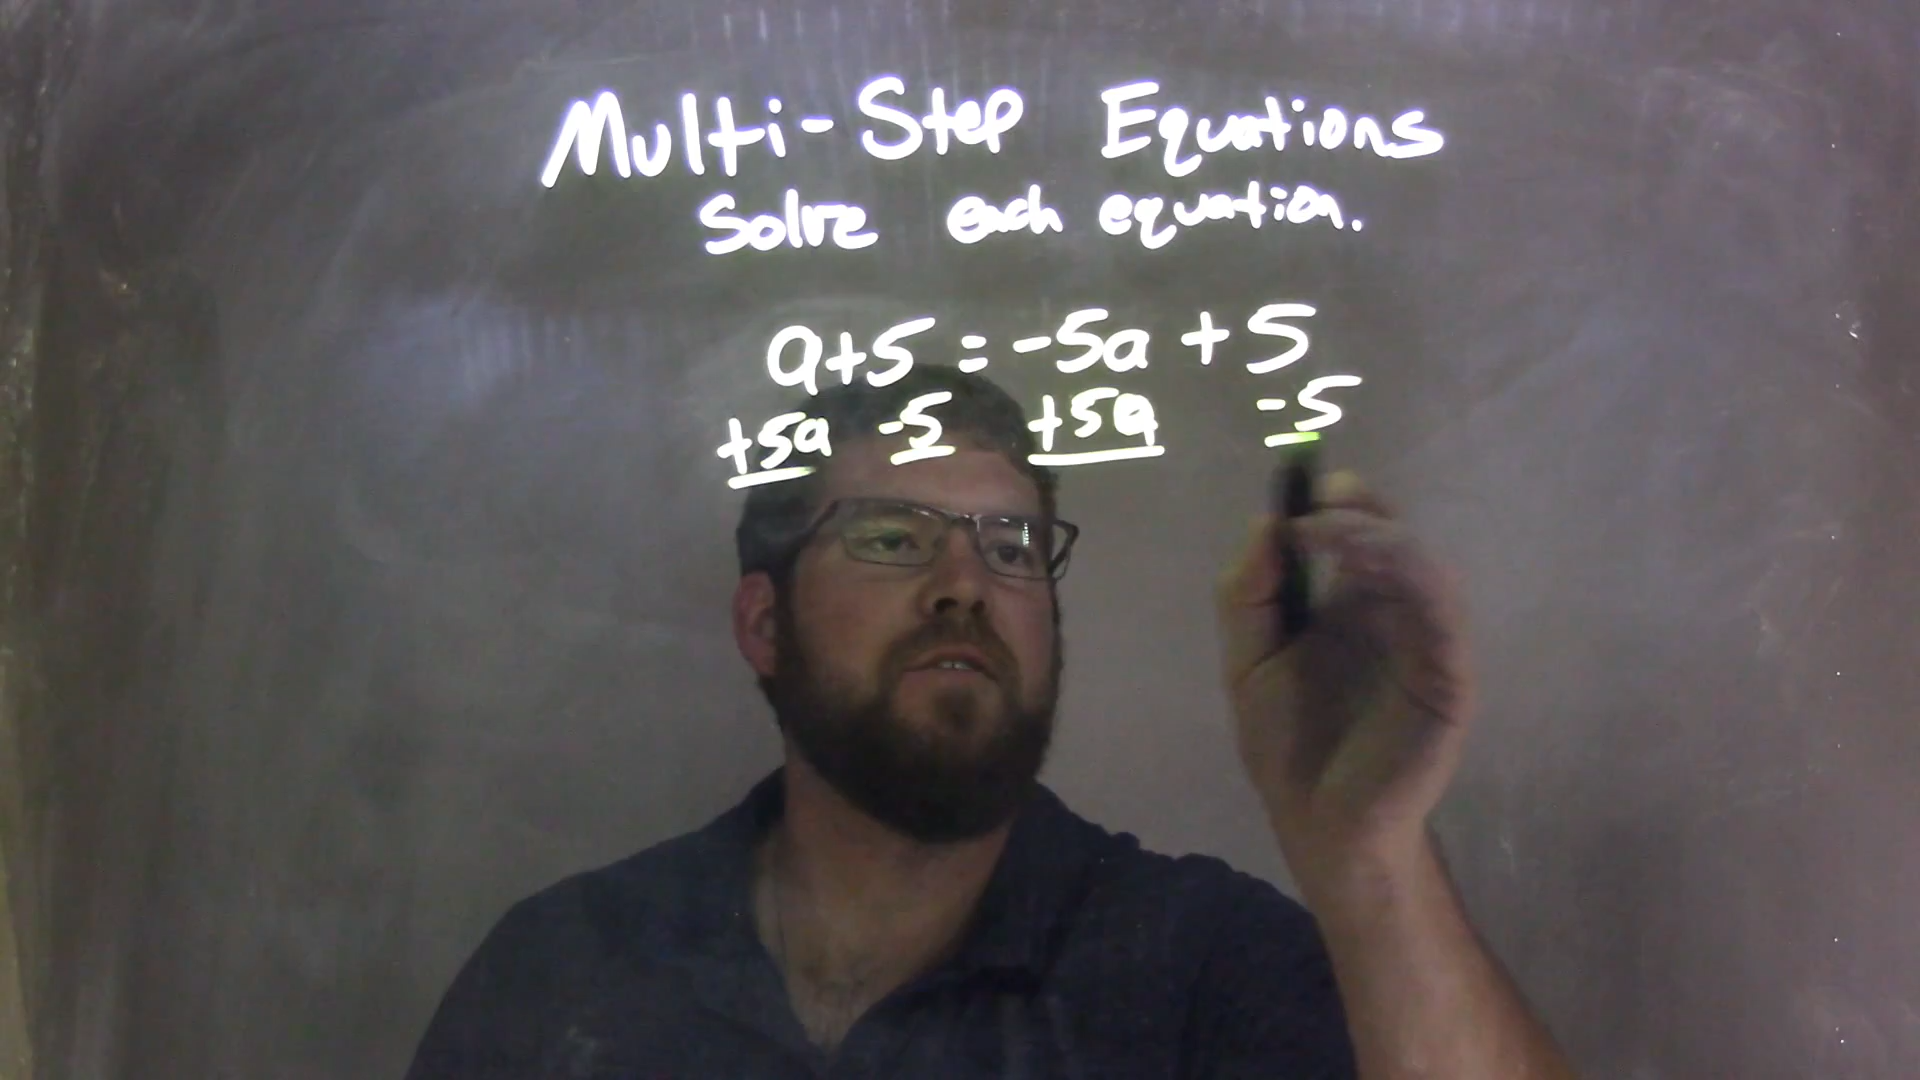 Multi-Step Equations
Solve each equation.
a+5=-5a+5
+5a -5 +5a -5